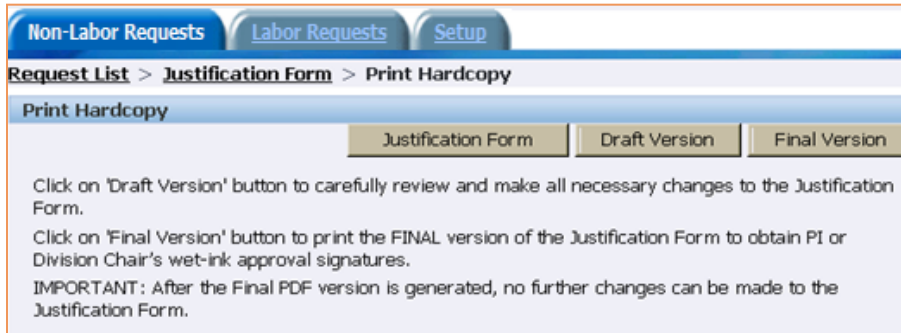 Non-Labor Requests Labor Requests Setup
Request List > Justification Form > Print Hardcopy
Print Hardcopy
Justification Form Draft Version Final Version
Click on 'Draft Version' button to carefully review and make all necessary changes to the Justification
Form.
Click on 'Final Version' button to print the FINAL version of the Justification Form to obtain PI or
Division Chair's wet-ink approval signatures.
IMPORTANT: After the Final PDF version is generated, no further changes can be made to the
Justification Form.